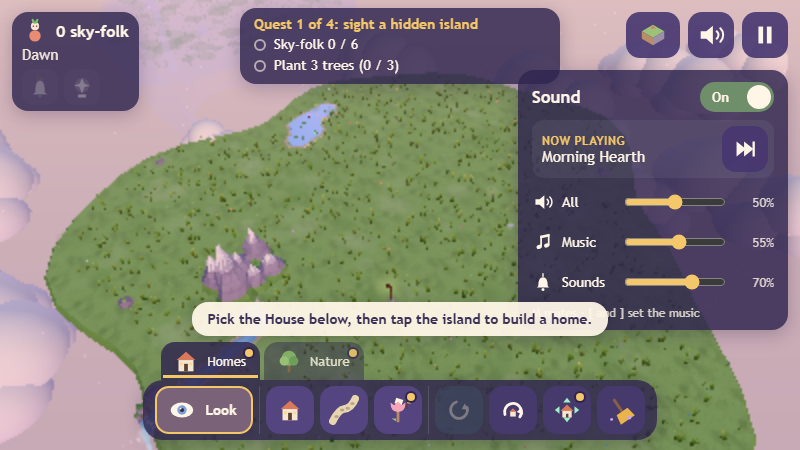 0 sky-folk
Dawn
Quest 1 of 4: sight a hidden island
Sky-folk 0 / 6
Plant 3 trees (0 / 3)
Sound
On
NOW PLAYING
Morning Hearth
All 50%
Music 55%
Sounds 70%
and ] set the music
Pick the House below, then tap the island to build a home.
Homes
Nature
Look